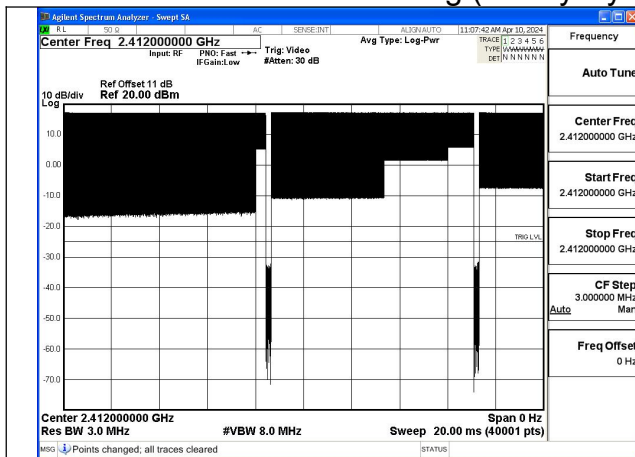 Agilent Spectrum Analyzer - Swept SA
RL 50 Ω AC SENSE:INT ALIGN AUTO 11:07:42 AM Apr 10, 2024
Center Freq 2.412000000 GHz
Input: RF PNO: Fast IFGain:Low
Trig: Video
#Atten: 30 dB
Avg Type: Log-Pwr
TRACE 1 2 3 4 5 6
TYPE WWWWWW
DET N N N N N N
Frequency
Auto Tune
Ref Offset 11 dB
10 dB/div Ref 20.00 dBm
Log
10.0
0.00
-10.0
-20.0
-30.0
-40.0
-50.0
-60.0
-70.0
TRIG LVL
Center Freq
2.412000000 GHz
Start Freq
2.412000000 GHz
Stop Freq
2.412000000 GHz
CF Step
3.000000 MHz
Auto Man
Freq Offset
0 Hz
Center 2.412000000 GHz Span 0 Hz
Res BW 3.0 MHz #VBW 8.0 MHz Sweep 20.00 ms (40001 pts)
MSG Points changed; all traces cleared STATUS